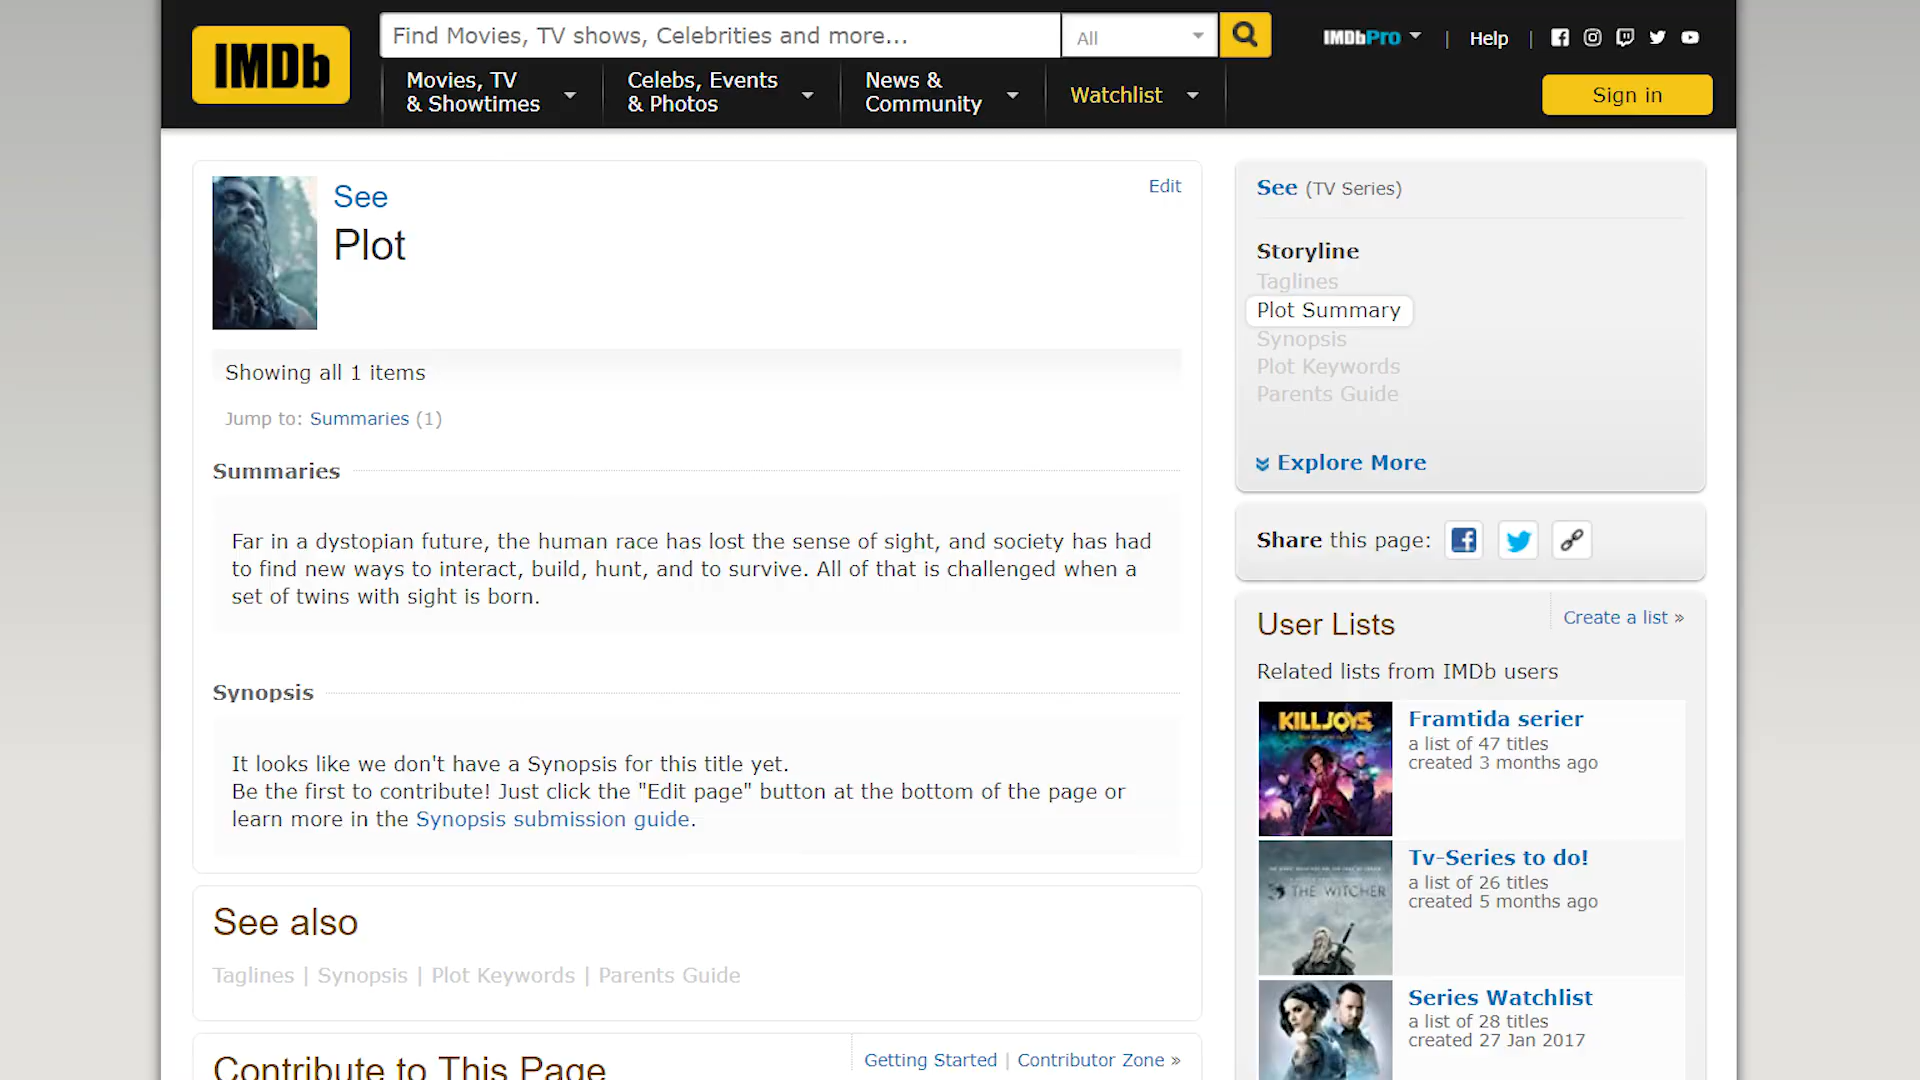 IMDb
Find Movies, TV shows, Celebrities and more...
All
IMDbPro
|
Help
|
Movies, TV
& Showtimes
Celebs, Events
& Photos
News &
Community
Watchlist
Sign in
See
Plot
Edit
Showing all 1 items
Jump to: Summaries (1)
Summaries
Far in a dystopian future, the human race has lost the sense of sight, and society has had
to find new ways to interact, build, hunt, and to survive. All of that is challenged when a
set of twins with sight is born.
Synopsis
It looks like we don't have a Synopsis for this title yet.
Be the first to contribute! Just click the "Edit page" button at the bottom of the page or
learn more in the Synopsis submission guide.
See also
Taglines | Synopsis | Plot Keywords | Parents Guide
Contribute to This Page
Getting Started | Contributor Zone »
See (TV Series)
Storyline
Taglines
Plot Summary
Synopsis
Plot Keywords
Parents Guide
Explore More
Share this page:
User Lists
Create a list »
Related lists from IMDb users
KILLJOYS
Framtida serier
a list of 47 titles
created 3 months ago
THE WITCHER
Tv-Series to do!
a list of 26 titles
created 5 months ago
Series Watchlist
a list of 28 titles
created 27 Jan 2017